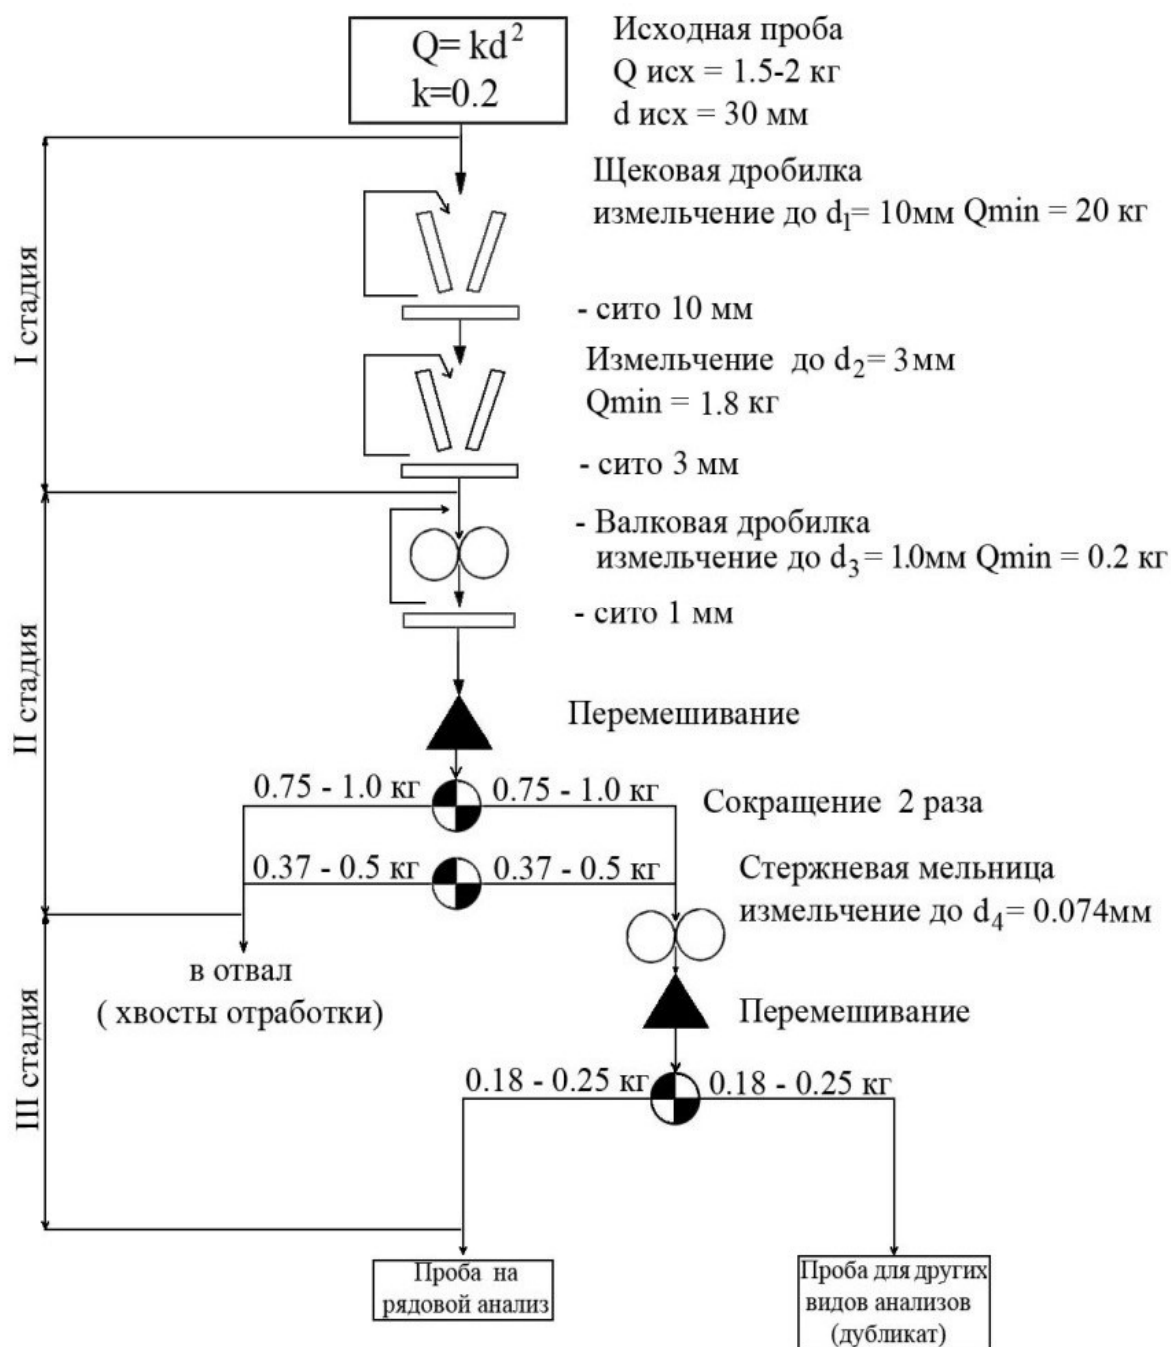 Q= kd²
k=0.2
Исходная проба
Q исх = 1.5-2 кг
d исх = 30 мм
Щековая дробилка
измельчение до d₁= 10мм Qmin = 20 кг
I стадия
- сито 10 мм
Измельчение до d₂= 3мм
Qmin = 1.8 кг
- сито 3 мм
- Валковая дробилка
измельчение до d₃= 1.0мм Qmin = 0.2 кг
- сито 1 мм
II стадия
Перемешивание
0.75 - 1.0 кг
0.75 - 1.0 кг
Сокращение 2 раза
0.37 - 0.5 кг
0.37 - 0.5 кг
Стержневая мельница
измельчение до d₄= 0.074мм
в отвал
( хвосты отработки)
III стадия
Перемешивание
0.18 - 0.25 кг
0.18 - 0.25 кг
Проба на
рядовой анализ
Проба для других
видов анализов
(дубликат)